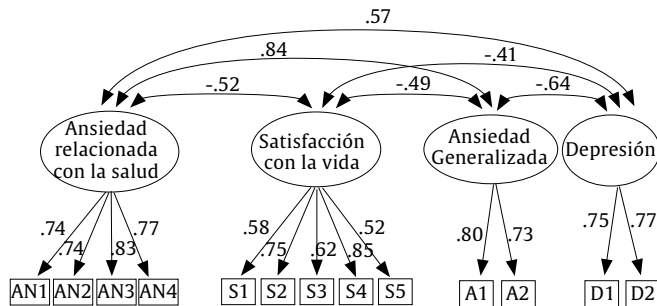 .57
.84
-.41
-.52
-.49
-.64
Ansiedad
relacionada
con la salud
Satisfacción
con la vida
Ansiedad
Generalizada
Depresión
.74
.74
.83
.77
.58
.75
.62
.85
.52
.80
.73
.75
.77
AN1 AN2 AN3 AN4
S1 S2 S3 S4 S5
A1 A2
D1 D2